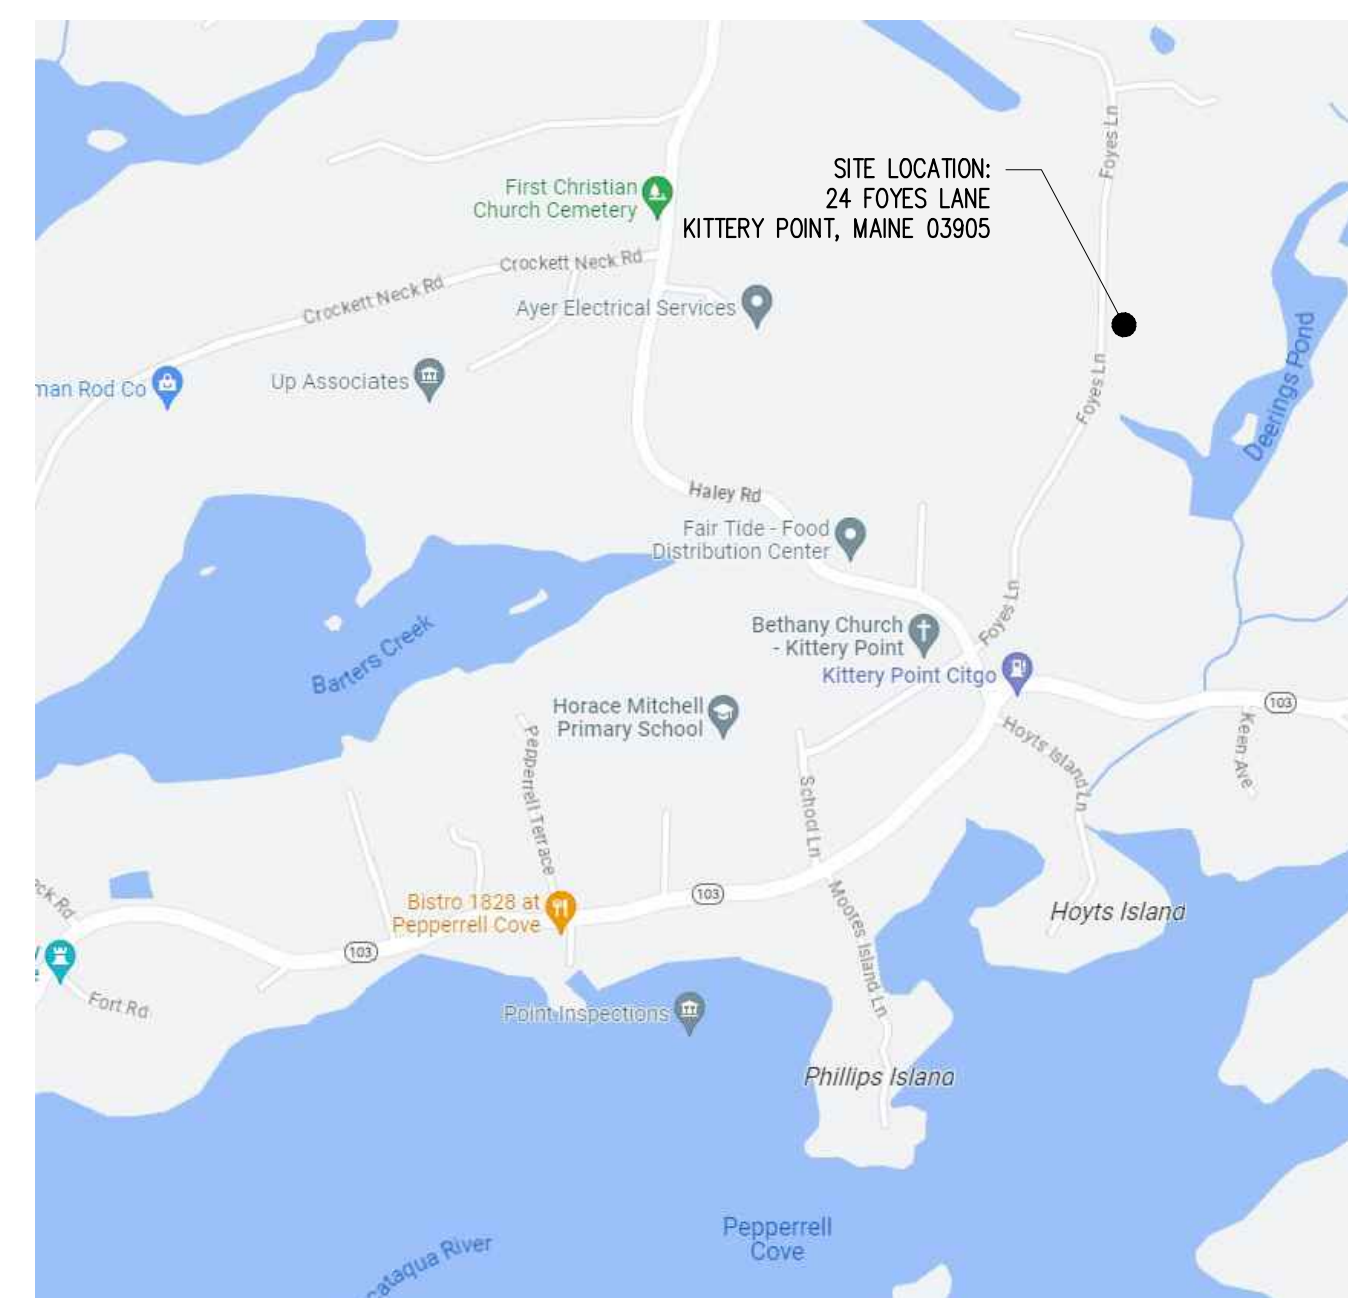 Foyes Ln
SITE LOCATION:
24 FOYES LANE
KITTERY POINT, MAINE 03905
First Christian
Church Cemetery
Crockett Neck Rd
Crockett Neck Rd
Ayer Electrical Services
Up Associates
man Rod Co
Foyes Ln
Deerings Pond
Haley Rd
Fair Tide - Food
Distribution Center
Foyes Ln
Bethany Church
- Kittery Point
Kittery Point Citgo
Barters Creek
Horace Mitchell
Primary School
103
Keen Ave
Hoyts Island Ln
Pepperrell Terrace
School Ln
Bistro 1828 at
Pepperrell Cove
103
Moores Island Ln
Hoyts Island
eck Rd
103
Fort Rd
Point Inspections
Phillips Island
Pepperrell
Cove
cataqua River